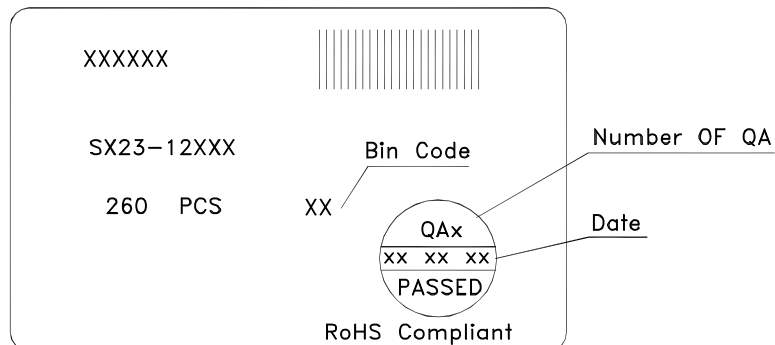 XXXXXX
SX23-12XXX
Bin Code
Number OF QA
260 PCS
XX
QAx
Date
XX XX XX
PASSED
RoHS Compliant